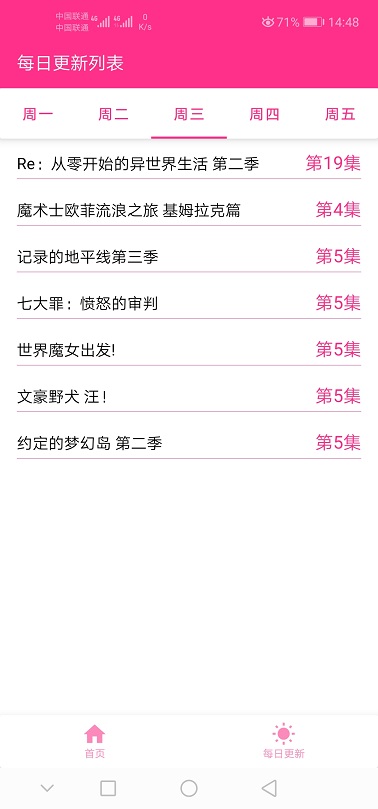 中国联通 4G 4G 0
中国联通 K/s
71% 14:48
每日更新列表
周一 周二 周三 周四 周五
Re：从零开始的异世界生活 第二季 第19集
魔术士欧菲流浪之旅 基姆拉克篇 第4集
记录的地平线第三季 第5集
七大罪：愤怒的审判 第5集
世界魔女出发! 第5集
文豪野犬 汪！ 第5集
约定的梦幻岛 第二季 第5集
首页 每日更新